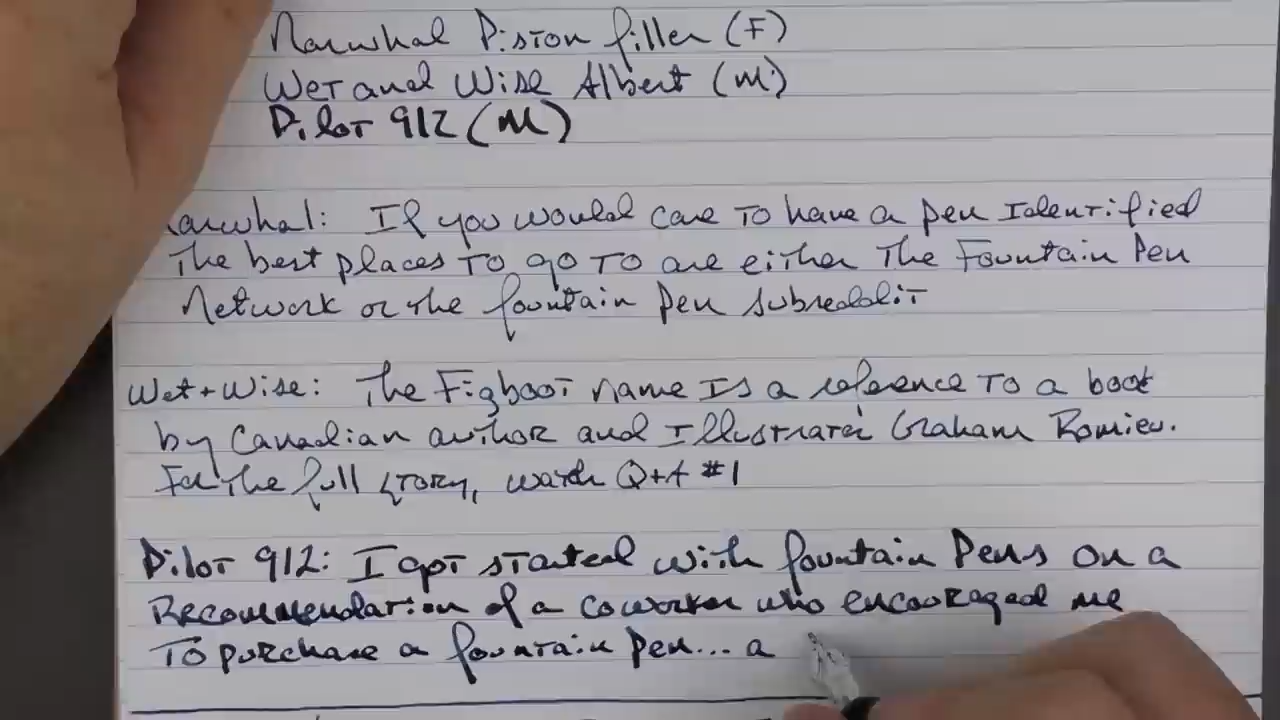 Narwhal Piston filler (F)
Wet and Wise Albert (M)
Pilot 912 (M)
arwhal: If you would care to have a pen identified
the best places to go to are either the Fountain Pen
Network or the fountain pen subreddit
Wet + Wise: The Figboot name is a reference to a book
by Canadian author and Illustrator Graham Romieu.
For the full story, watch Q+A #1
Pilot 912: I got started with fountain pens on a
Recommendation of a coworker who encouraged me
to purchase a fountain pen... a